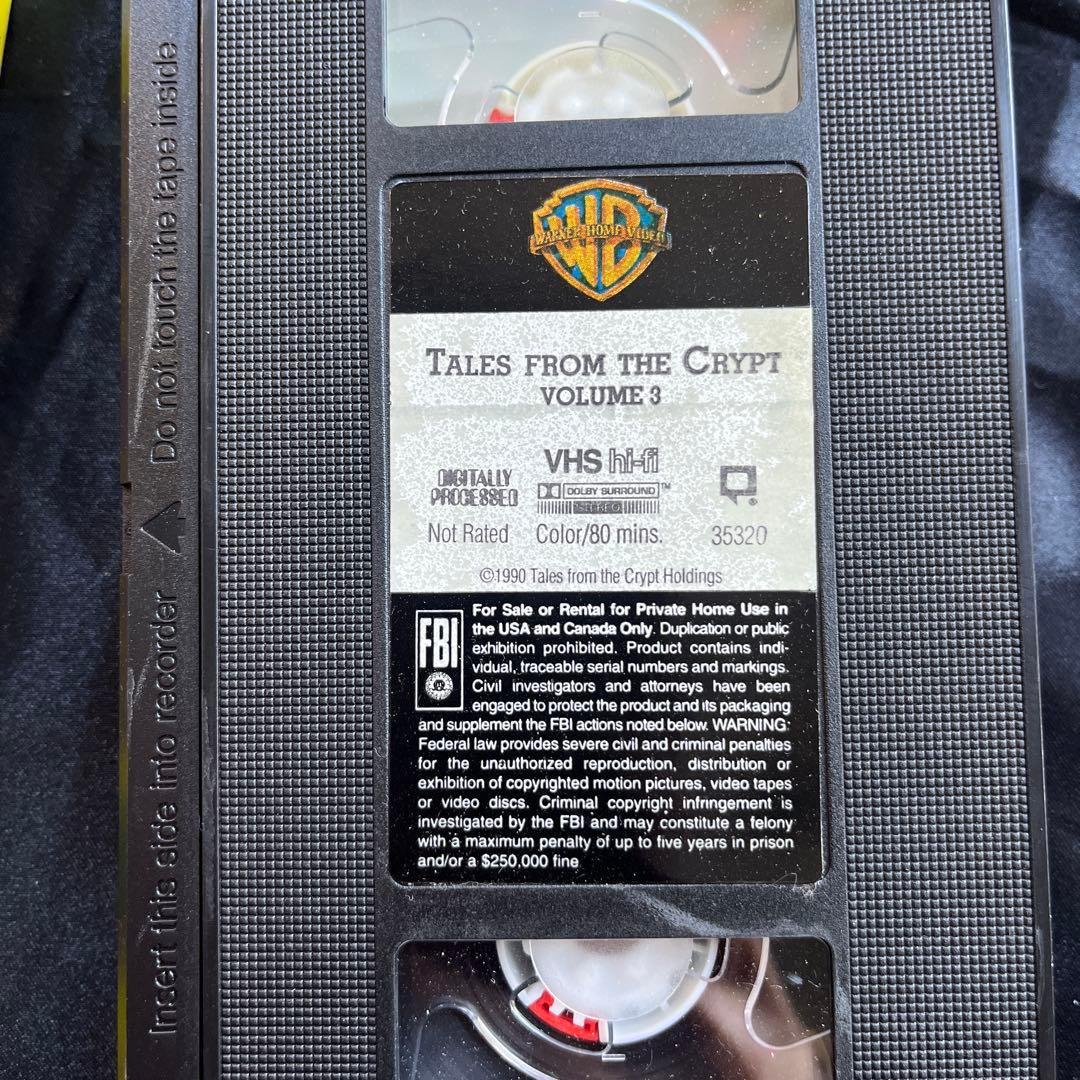 Do not touch the tape inside
Insert this side into recorder
WB
WARNER HOME VIDEO
TALES FROM THE CRYPT
VOLUME 3
VHS hi-fi
DIGITALLY
PROCESSED
DOLBY SURROUND™
STEREO
®
Not Rated Color/80 mins. 35320
©1990 Tales from the Crypt Holdings
FBI
For Sale or Rental for Private Home Use in
the USA and Canada Only. Duplication or public
exhibition prohibited. Product contains indi-
vidual, traceable serial numbers and markings.
Civil investigators and attorneys have been
engaged to protect the product and its packaging
and supplement the FBI actions noted below. WARNING:
Federal law provides severe civil and criminal penalties
for the unauthorized reproduction, distribution or
exhibition of copyrighted motion pictures, video tapes
or video discs. Criminal copyright infringement is
investigated by the FBI and may constitute a felony
with a maximum penalty of up to five years in prison
and/or a $250,000 fine